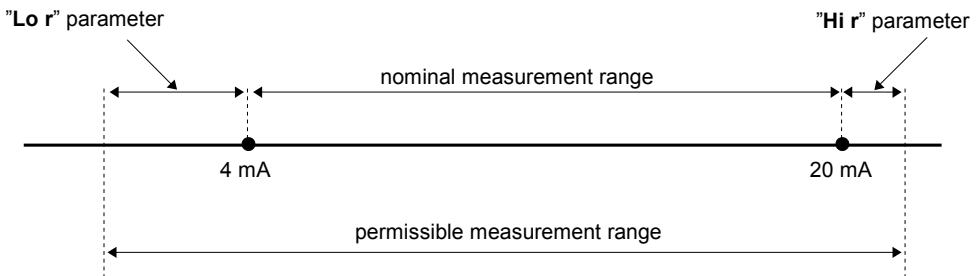 "Lo r" parameter
"Hi r" parameter
nominal measurement range
4 mA
20 mA
permissible measurement range